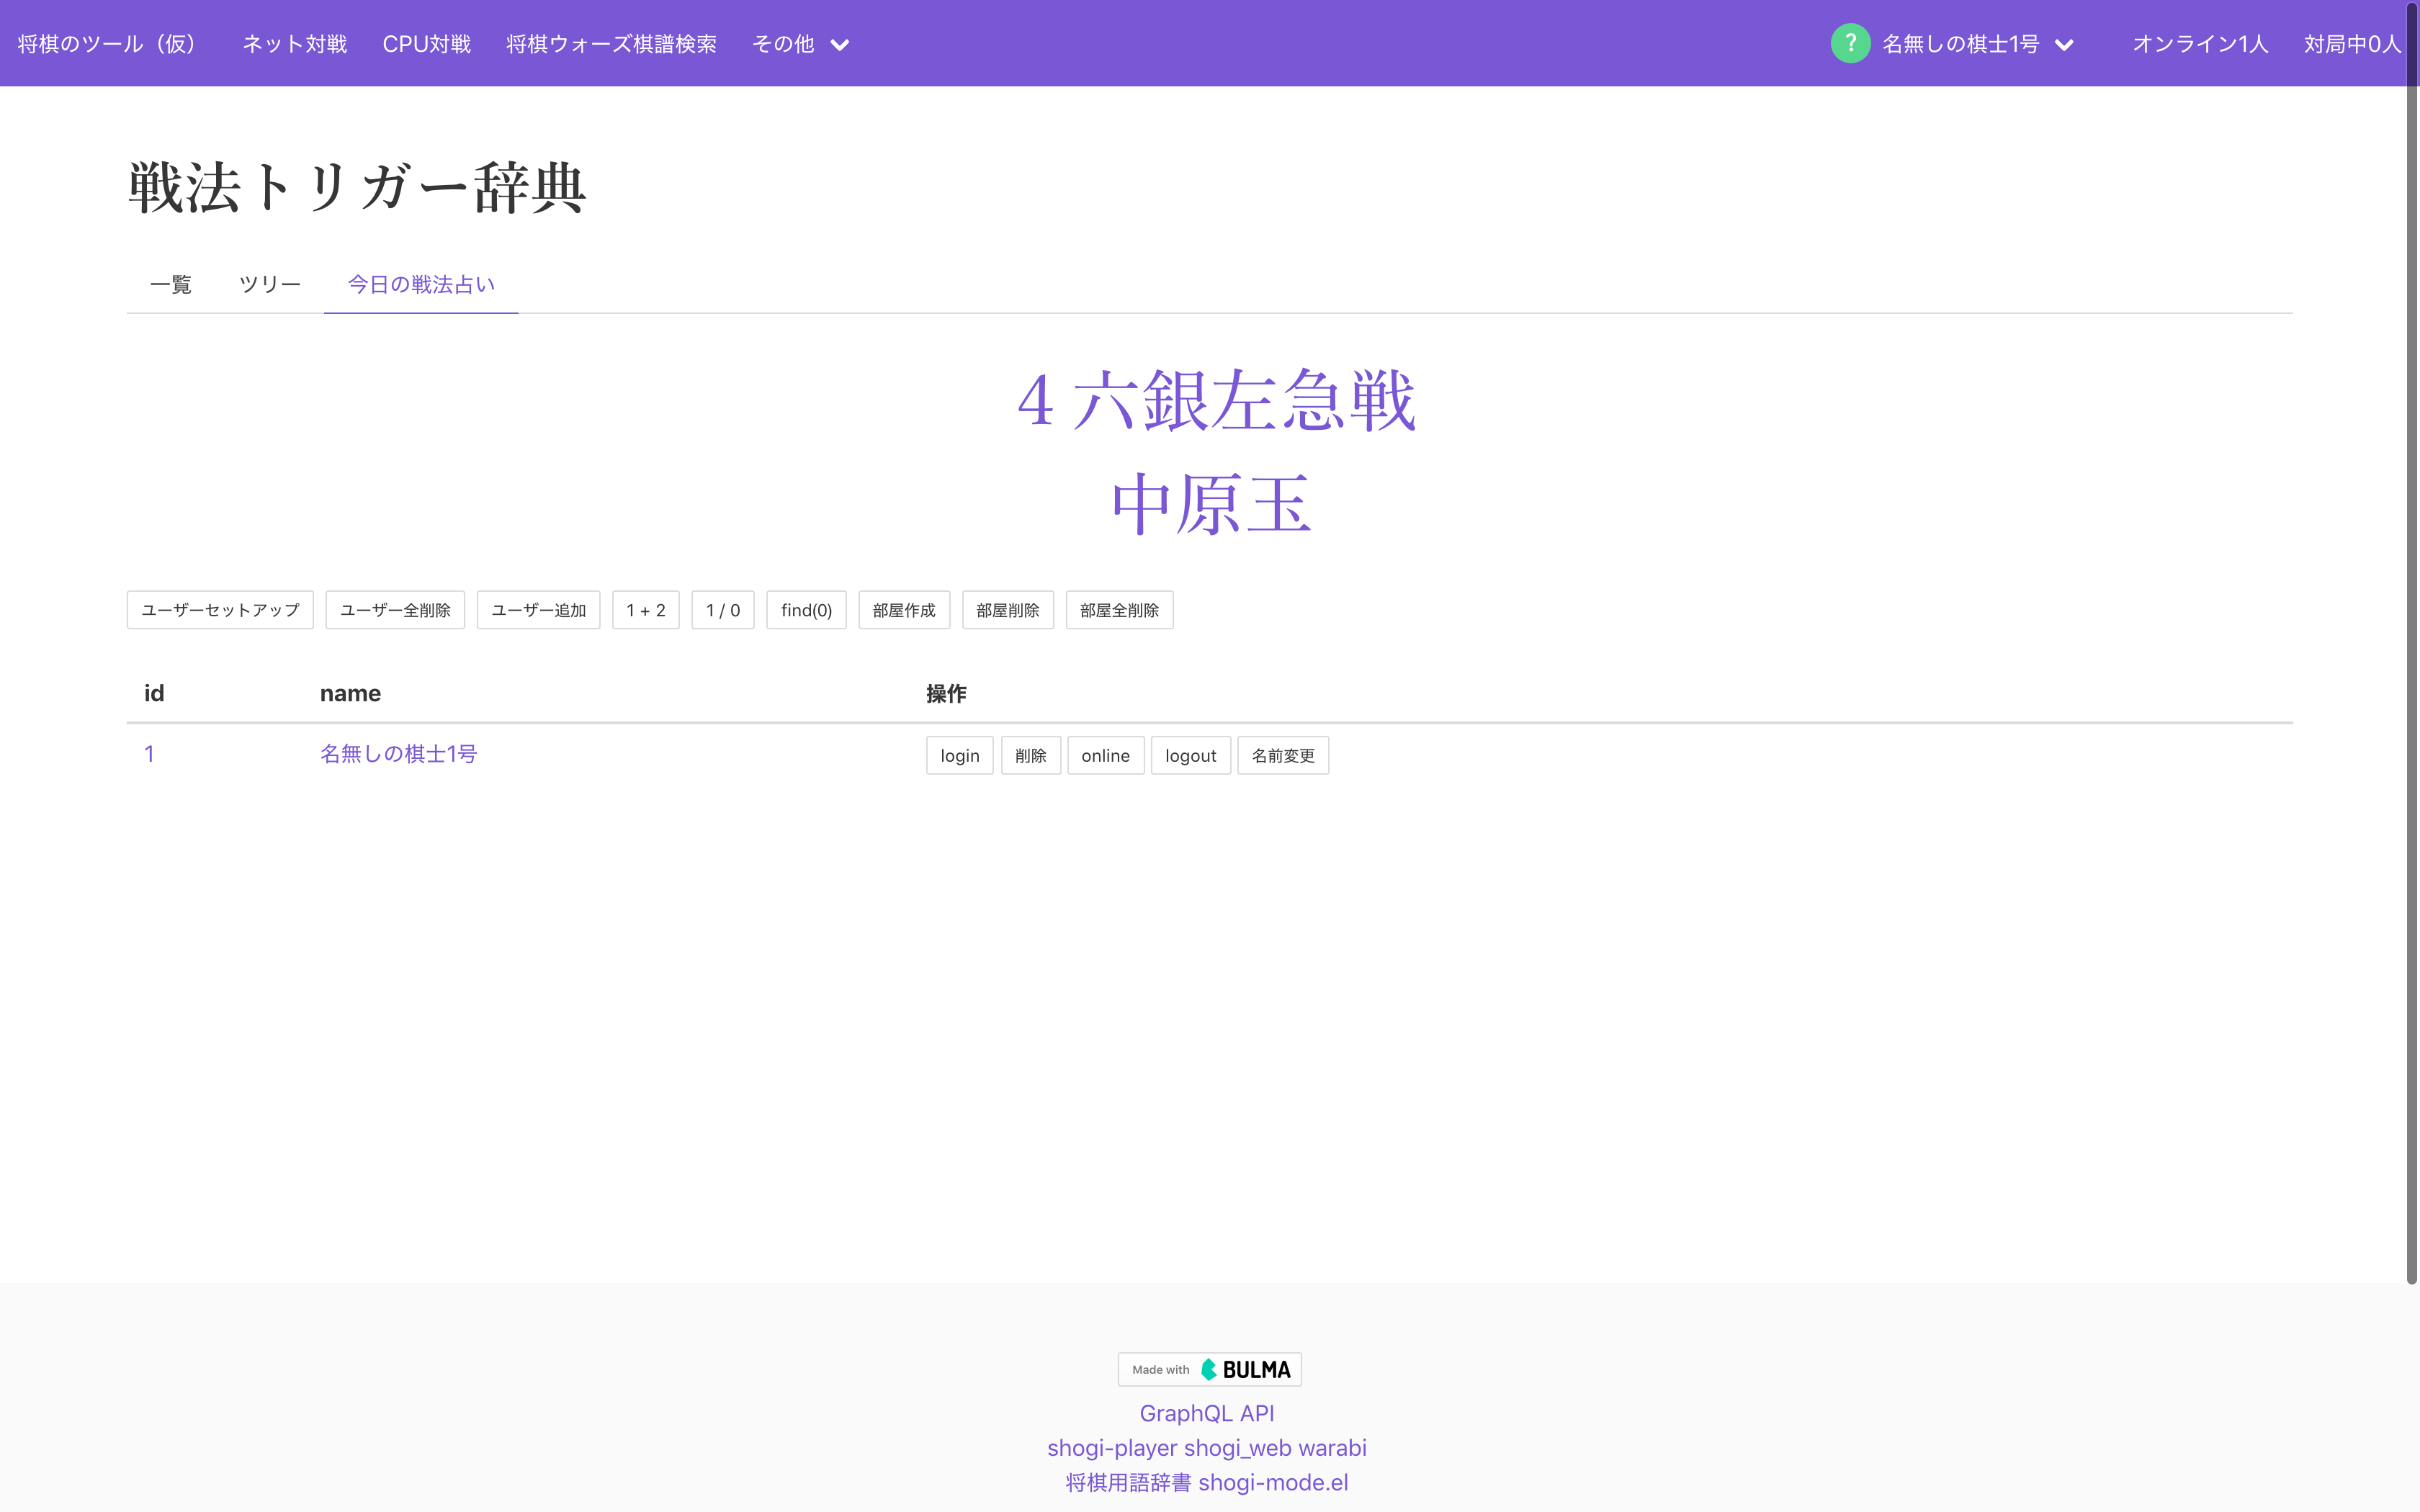 将棋のツール（仮） ネット対戦 CPU対戦 将棋ウォーズ棋譜検索 その他 ? 名無しの棋士1号 オンライン1人 対局中0人
戦法トリガー辞典
一覧 ツリー 今日の戦法占い
４六銀左急戦
中原玉
ユーザーセットアップ ユーザー全削除 ユーザー追加 1 + 2 1 / 0 find(0) 部屋作成 部屋削除 部屋全削除
id name 操作
1 名無しの棋士1号 login 削除 online logout 名前変更
Made with BULMA
GraphQL API
shogi-player shogi_web warabi
将棋用語辞書 shogi-mode.el